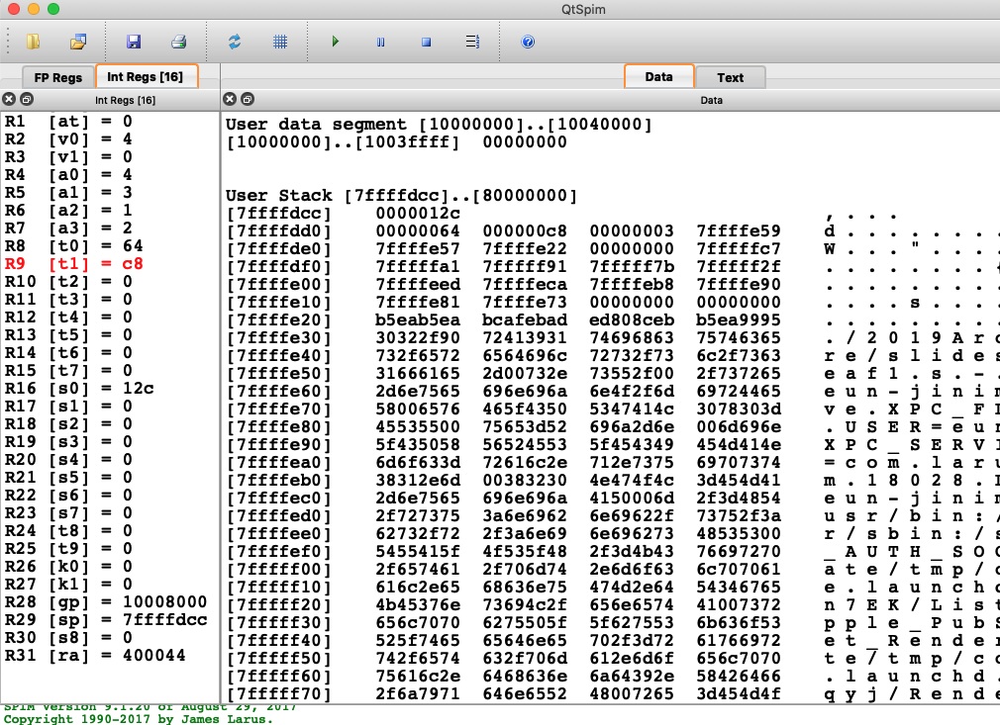 QtSpim
FP Regs
Int Regs [16]
Data
Text
Int Regs [16]
Data
R1 [at] = 0
R2 [v0] = 4
R3 [v1] = 0
R4 [a0] = 4
R5 [a1] = 3
R6 [a2] = 1
R7 [a3] = 2
R8 [t0] = 64
R9 [t1] = c8
R10 [t2] = 0
R11 [t3] = 0
R12 [t4] = 0
R13 [t5] = 0
R14 [t6] = 0
R15 [t7] = 0
R16 [s0] = 12c
R17 [s1] = 0
R18 [s2] = 0
R19 [s3] = 0
R20 [s4] = 0
R21 [s5] = 0
R22 [s6] = 0
R23 [s7] = 0
R24 [t8] = 0
R25 [t9] = 0
R26 [k0] = 0
R27 [k1] = 0
R28 [gp] = 10008000
R29 [sp] = 7ffffdcc
R30 [s8] = 0
R31 [ra] = 400044
User data segment [10000000]..[10040000]
[10000000]..[1003ffff] 00000000
User Stack [7ffffdcc]..[80000000]
[7ffffdcc] 0000012c , . . .
[7ffffdd0] 00000064 000000c8 00000003 7ffffe59 d . . . . . . . .
[7ffffde0] 7ffffe57 7ffffe22 00000000 7fffffc7 W . . . " . . . .
[7ffffdf0] 7fffffa1 7fffff91 7fffff7b 7fffff2f . . . . . . . . {
[7ffffe00] 7ffffeed 7ffffeca 7ffffeb8 7ffffe90 . . . . . . . . .
[7ffffe10] 7ffffe81 7ffffe73 00000000 00000000 . . . . s . . . .
[7ffffe20] b5eab5ea bcafebad ed808ceb b5ea9995 . . . . . . . . .
[7ffffe30] 30322f90 72413931 74696863 75746365 . / 2 0 1 9 A r c
[7ffffe40] 732f6572 6564696c 72732f73 6c2f7363 r e / s l i d e s
[7ffffe50] 31666165 2d00732e 73552f00 2f737265 e a f 1 . s . - .
[7ffffe60] 2d6e7565 696e696a 6e4f2f6d 69724465 e u n - j i n i m
[7ffffe70] 58006576 465f4350 5347414c 3078303d v e . X P C _ F L
[7ffffe80] 45535500 75653d52 696a2d6e 006d696e . U S E R = e u n
[7ffffe90] 5f435058 56524553 5f454349 454d414e X P C _ S E R V I
[7ffffea0] 6d6f633d 72616c2e 712e7375 69707374 = c o m . l a r u
[7ffffeb0] 38312e6d 00383230 4e474f4c 3d454d41 m . 1 8 0 2 8 . L
[7ffffec0] 2d6e7565 696e696a 4150006d 2f3d4854 e u n - j i n i m
[7ffffed0] 2f727375 3a6e6962 6e69622f 73752f3a u s r / b i n : /
[7ffffee0] 62732f72 2f3a6e69 6e696273 48535300 r / s b i n : / s
[7ffffef0] 5455415f 4f535f48 2f3d4b43 76697270 _ A U T H _ S O C
[7fffff00] 2f657461 2f706d74 2e6d6f63 6c707061 a t e / t m p / c
[7fffff10] 616c2e65 68636e75 474d2e64 54346765 e . l a u n c h d
[7fffff20] 4b45376e 73694c2f 656e6574 41007372 n 7 E K / L i s t
[7fffff30] 656c7070 6275505f 5f627553 6b636f53 p p l e _ P u b S
[7fffff40] 525f7465 65646e65 702f3d72 61766972 e t _ R e n d e r
[7fffff50] 742f6574 632f706d 612e6d6f 656c7070 t e / t m p / c o
[7fffff60] 75616c2e 6468636e 6a64392e 58426466 . l a u n c h d .
[7fffff70] 2f6a7971 646e6552 48007265 3d454d4f q y j / R e n d e
SPIM Version 9.1.20 of August 29, 2017
Copyright 1990-2017 by James Larus.